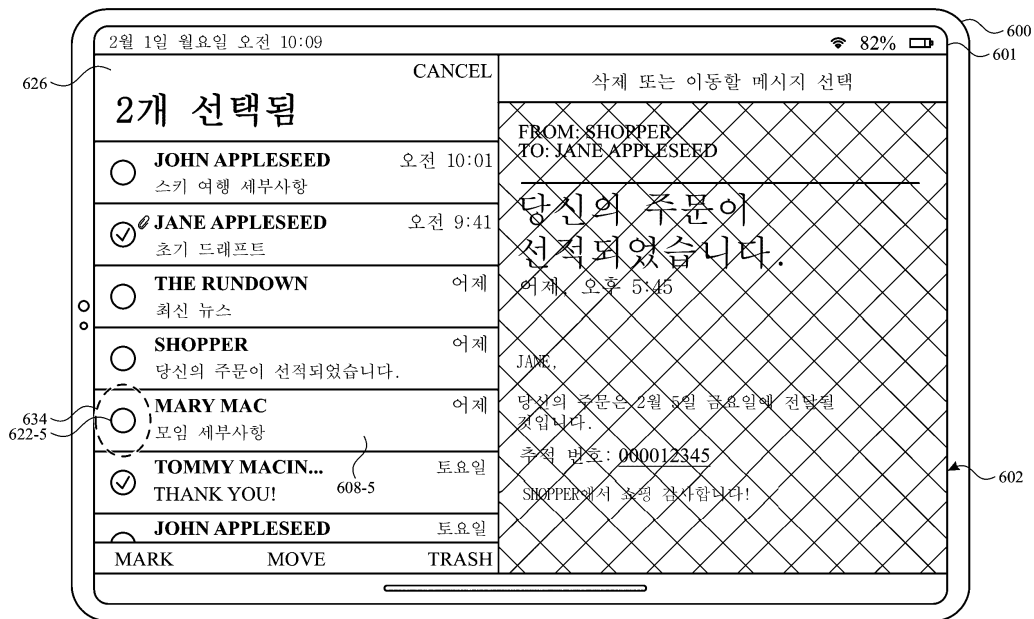 2월 1일 월요일 오전 10:09
82%
600
601
626
CANCEL
2개 선택됨
삭제 또는 이동할 메시지 선택
JOHN APPLESEED 오전 10:01
스키 여행 세부사항
JANE APPLESEED 오전 9:41
초기 드래프트
THE RUNDOWN 어제
최신 뉴스
SHOPPER 어제
당신의 주문이 선적되었습니다.
634
622-5
MARY MAC 어제
모임 세부사항
608-5
TOMMY MACIN... 토요일
THANK YOU!
JOHN APPLESEED 토요일
MARK MOVE TRASH
FROM: SHOPPER
TO: JANE APPLESEED
당신의 주문이
선적되었습니다.
어제, 오후 5:45
JANE,
당신의 주문은 2월 5일 금요일에 전달될
것입니다.
추적 번호: 000012345
SHOPPER에서 쇼핑 감사합니다!
602